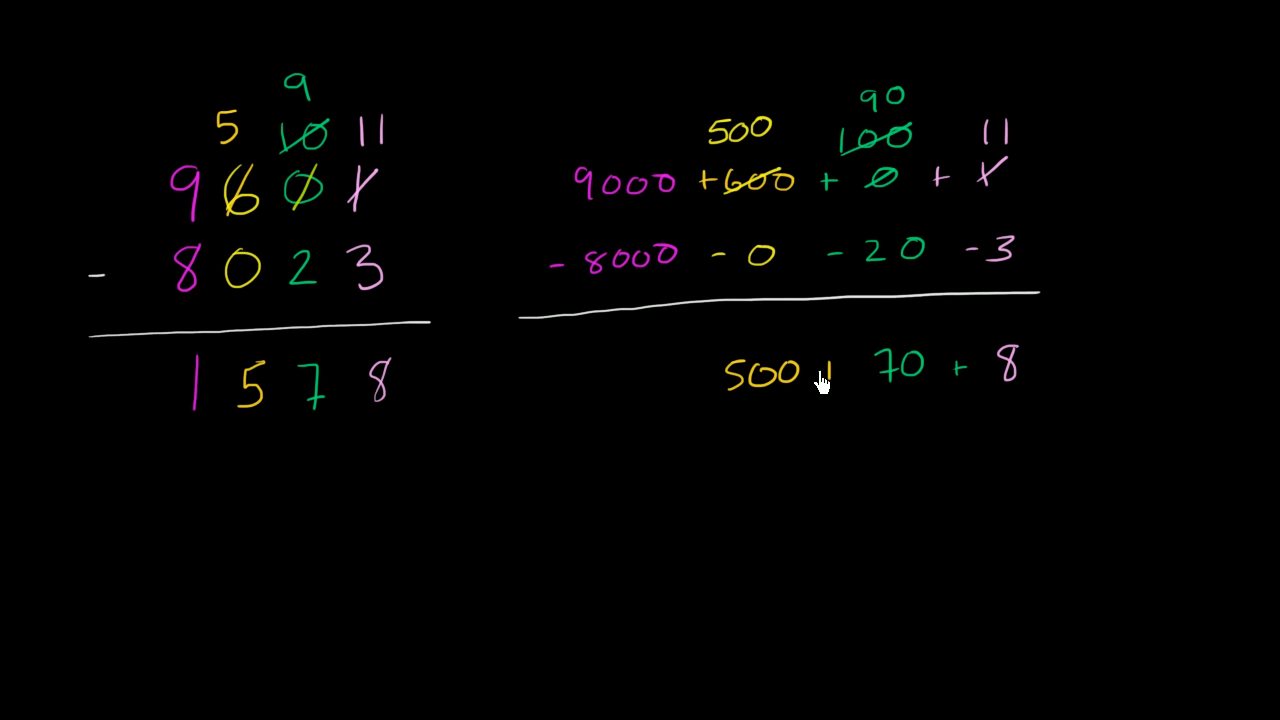 9
5 10 11
9 6 0 1
- 8 0 2 3
1 5 7 8
90
500 100 11
9000 + 600 + 0 + 1
- 8000 - 0 - 20 - 3
500 + 70 + 8